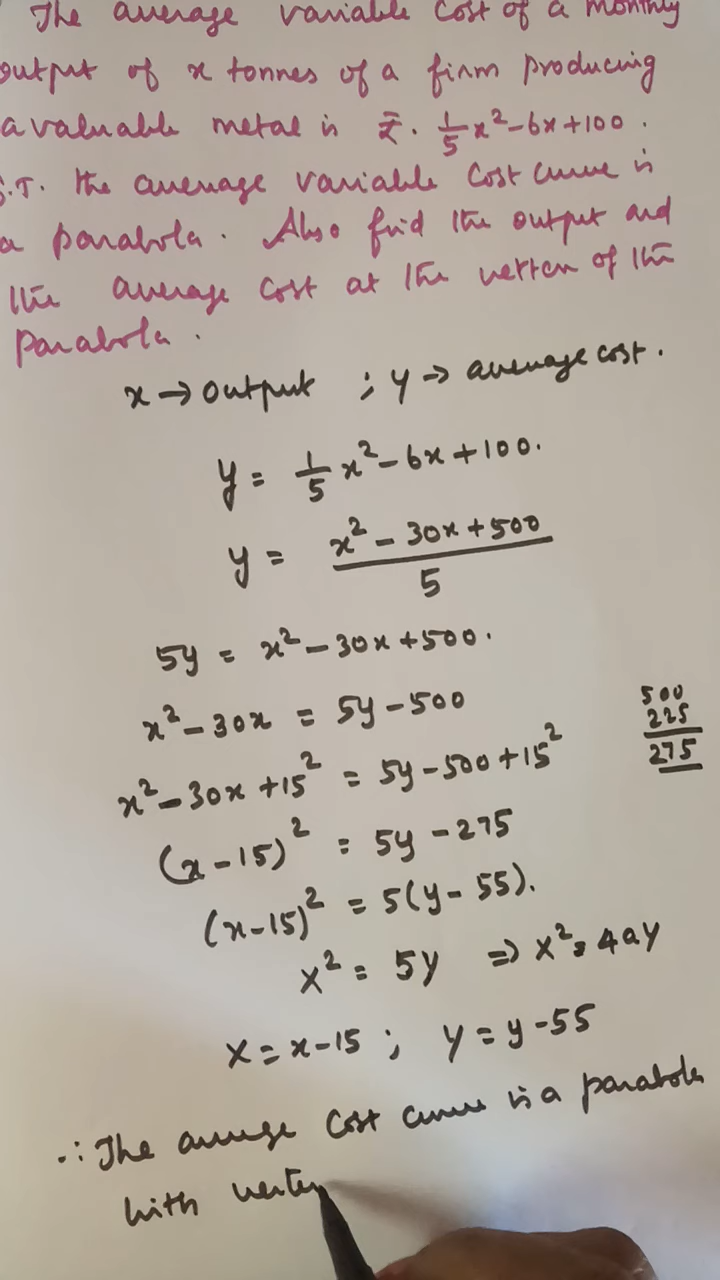 The average variable cost of a monthly
output of x tonnes of a firm producing
a valuable metal is ₹. 1/5 x² - 6x + 100.
S.T. the average variable cost curve is
a parabola. Also find the output and
the average cost at the vertex of the
parabola.
x → output ; y → average cost.
y = 1/5 x² - 6x + 100.
y = x² - 30x + 500 / 5
5y = x² - 30x + 500.
x² - 30x = 5y - 500
500
225
275
x² - 30x + 15² = 5y - 500 + 15²
(x - 15)² = 5y - 275
(x - 15)² = 5(y - 55).
X² = 5Y ⇒ X² = 4aY
X = x - 15 ; Y = y - 55
∴ The average cost curve is a parabola
with verte